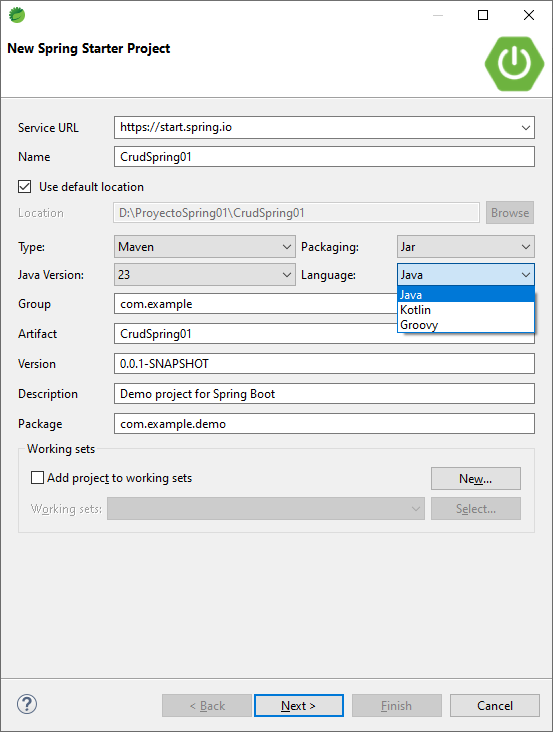 New Spring Starter Project
Service URL https://start.spring.io
Name CrudSpring01
Use default location
Location D:\ProyectoSpring01\CrudSpring01 Browse
Type: Maven Packaging: Jar
Java Version: 23 Language: Java
Java
Kotlin
Groovy
Group com.example
Artifact CrudSpring01
Version 0.0.1-SNAPSHOT
Description Demo project for Spring Boot
Package com.example.demo
Working sets
Add project to working sets New...
Working sets: Select...
? < Back Next > Finish Cancel